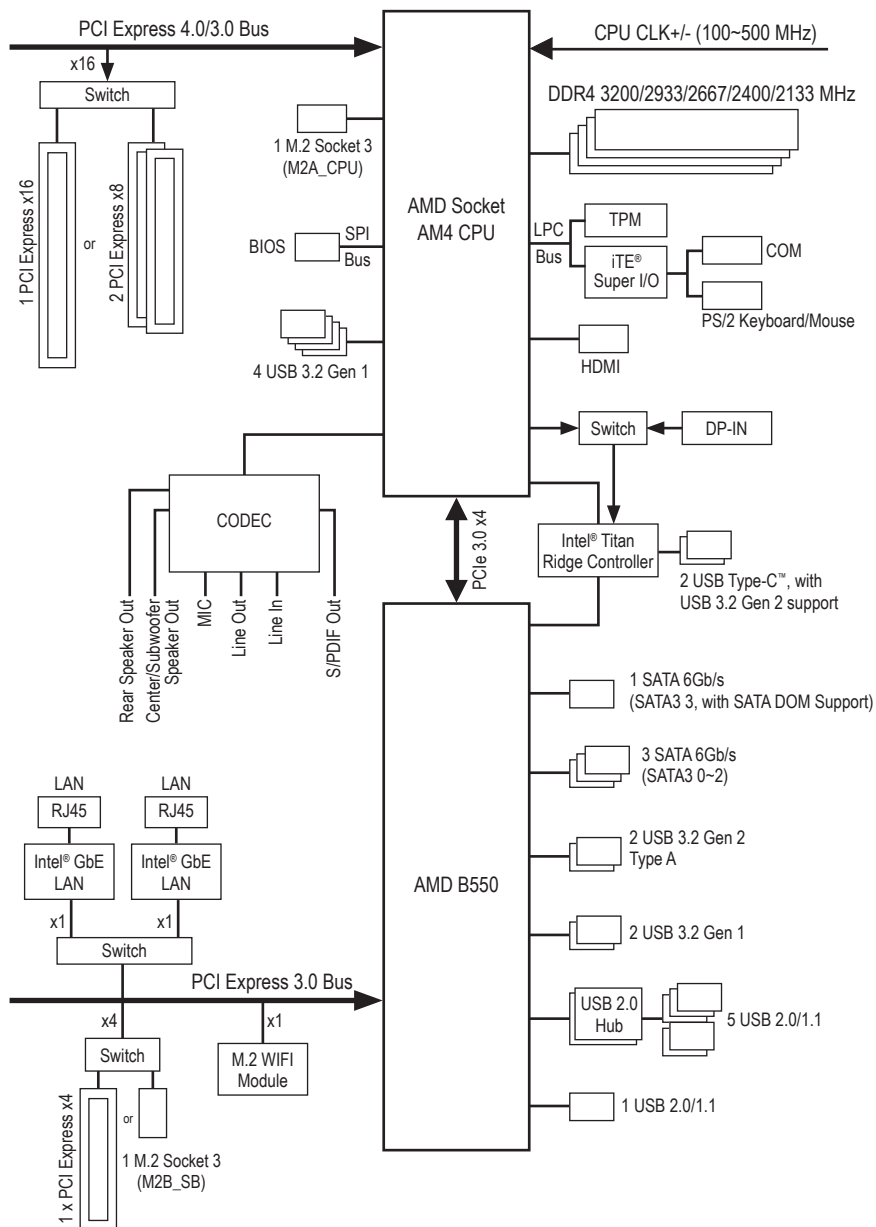 PCI Express 4.0/3.0 Bus
CPU CLK+/- (100~500 MHz)
x16
Switch
1 PCI Express x16
or
2 PCI Express x8
1 M.2 Socket 3
(M2A_CPU)
BIOS
SPI
Bus
4 USB 3.2 Gen 1
AMD Socket
AM4 CPU
DDR4 3200/2933/2667/2400/2133 MHz
LPC
Bus
TPM
iTE®
Super I/O
COM
PS/2 Keyboard/Mouse
HDMI
Switch
DP-IN
CODEC
Rear Speaker Out
Center/Subwoofer
Speaker Out
MIC
Line Out
Line In
S/PDIF Out
PCIe 3.0 x4
Intel® Titan
Ridge Controller
2 USB Type-C™, with
USB 3.2 Gen 2 support
1 SATA 6Gb/s
(SATA3 3, with SATA DOM Support)
3 SATA 6Gb/s
(SATA3 0~2)
LAN
LAN
RJ45
RJ45
Intel® GbE
LAN
Intel® GbE
LAN
x1
x1
Switch
AMD B550
2 USB 3.2 Gen 2
Type A
2 USB 3.2 Gen 1
PCI Express 3.0 Bus
x4
x1
Switch
M.2 WIFI
Module
USB 2.0
Hub
5 USB 2.0/1.1
1 USB 2.0/1.1
1 x PCI Express x4
or
1 M.2 Socket 3
(M2B_SB)